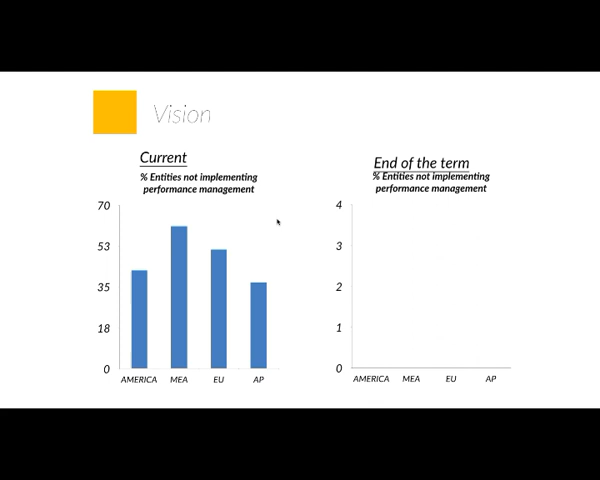 Vision
Current
% Entities not implementing
performance management
70
53
35
18
0
AMERICA MEA EU AP
End of the term
% Entities not implementing
performance management
4
3
2
1
0
AMERICA MEA EU AP